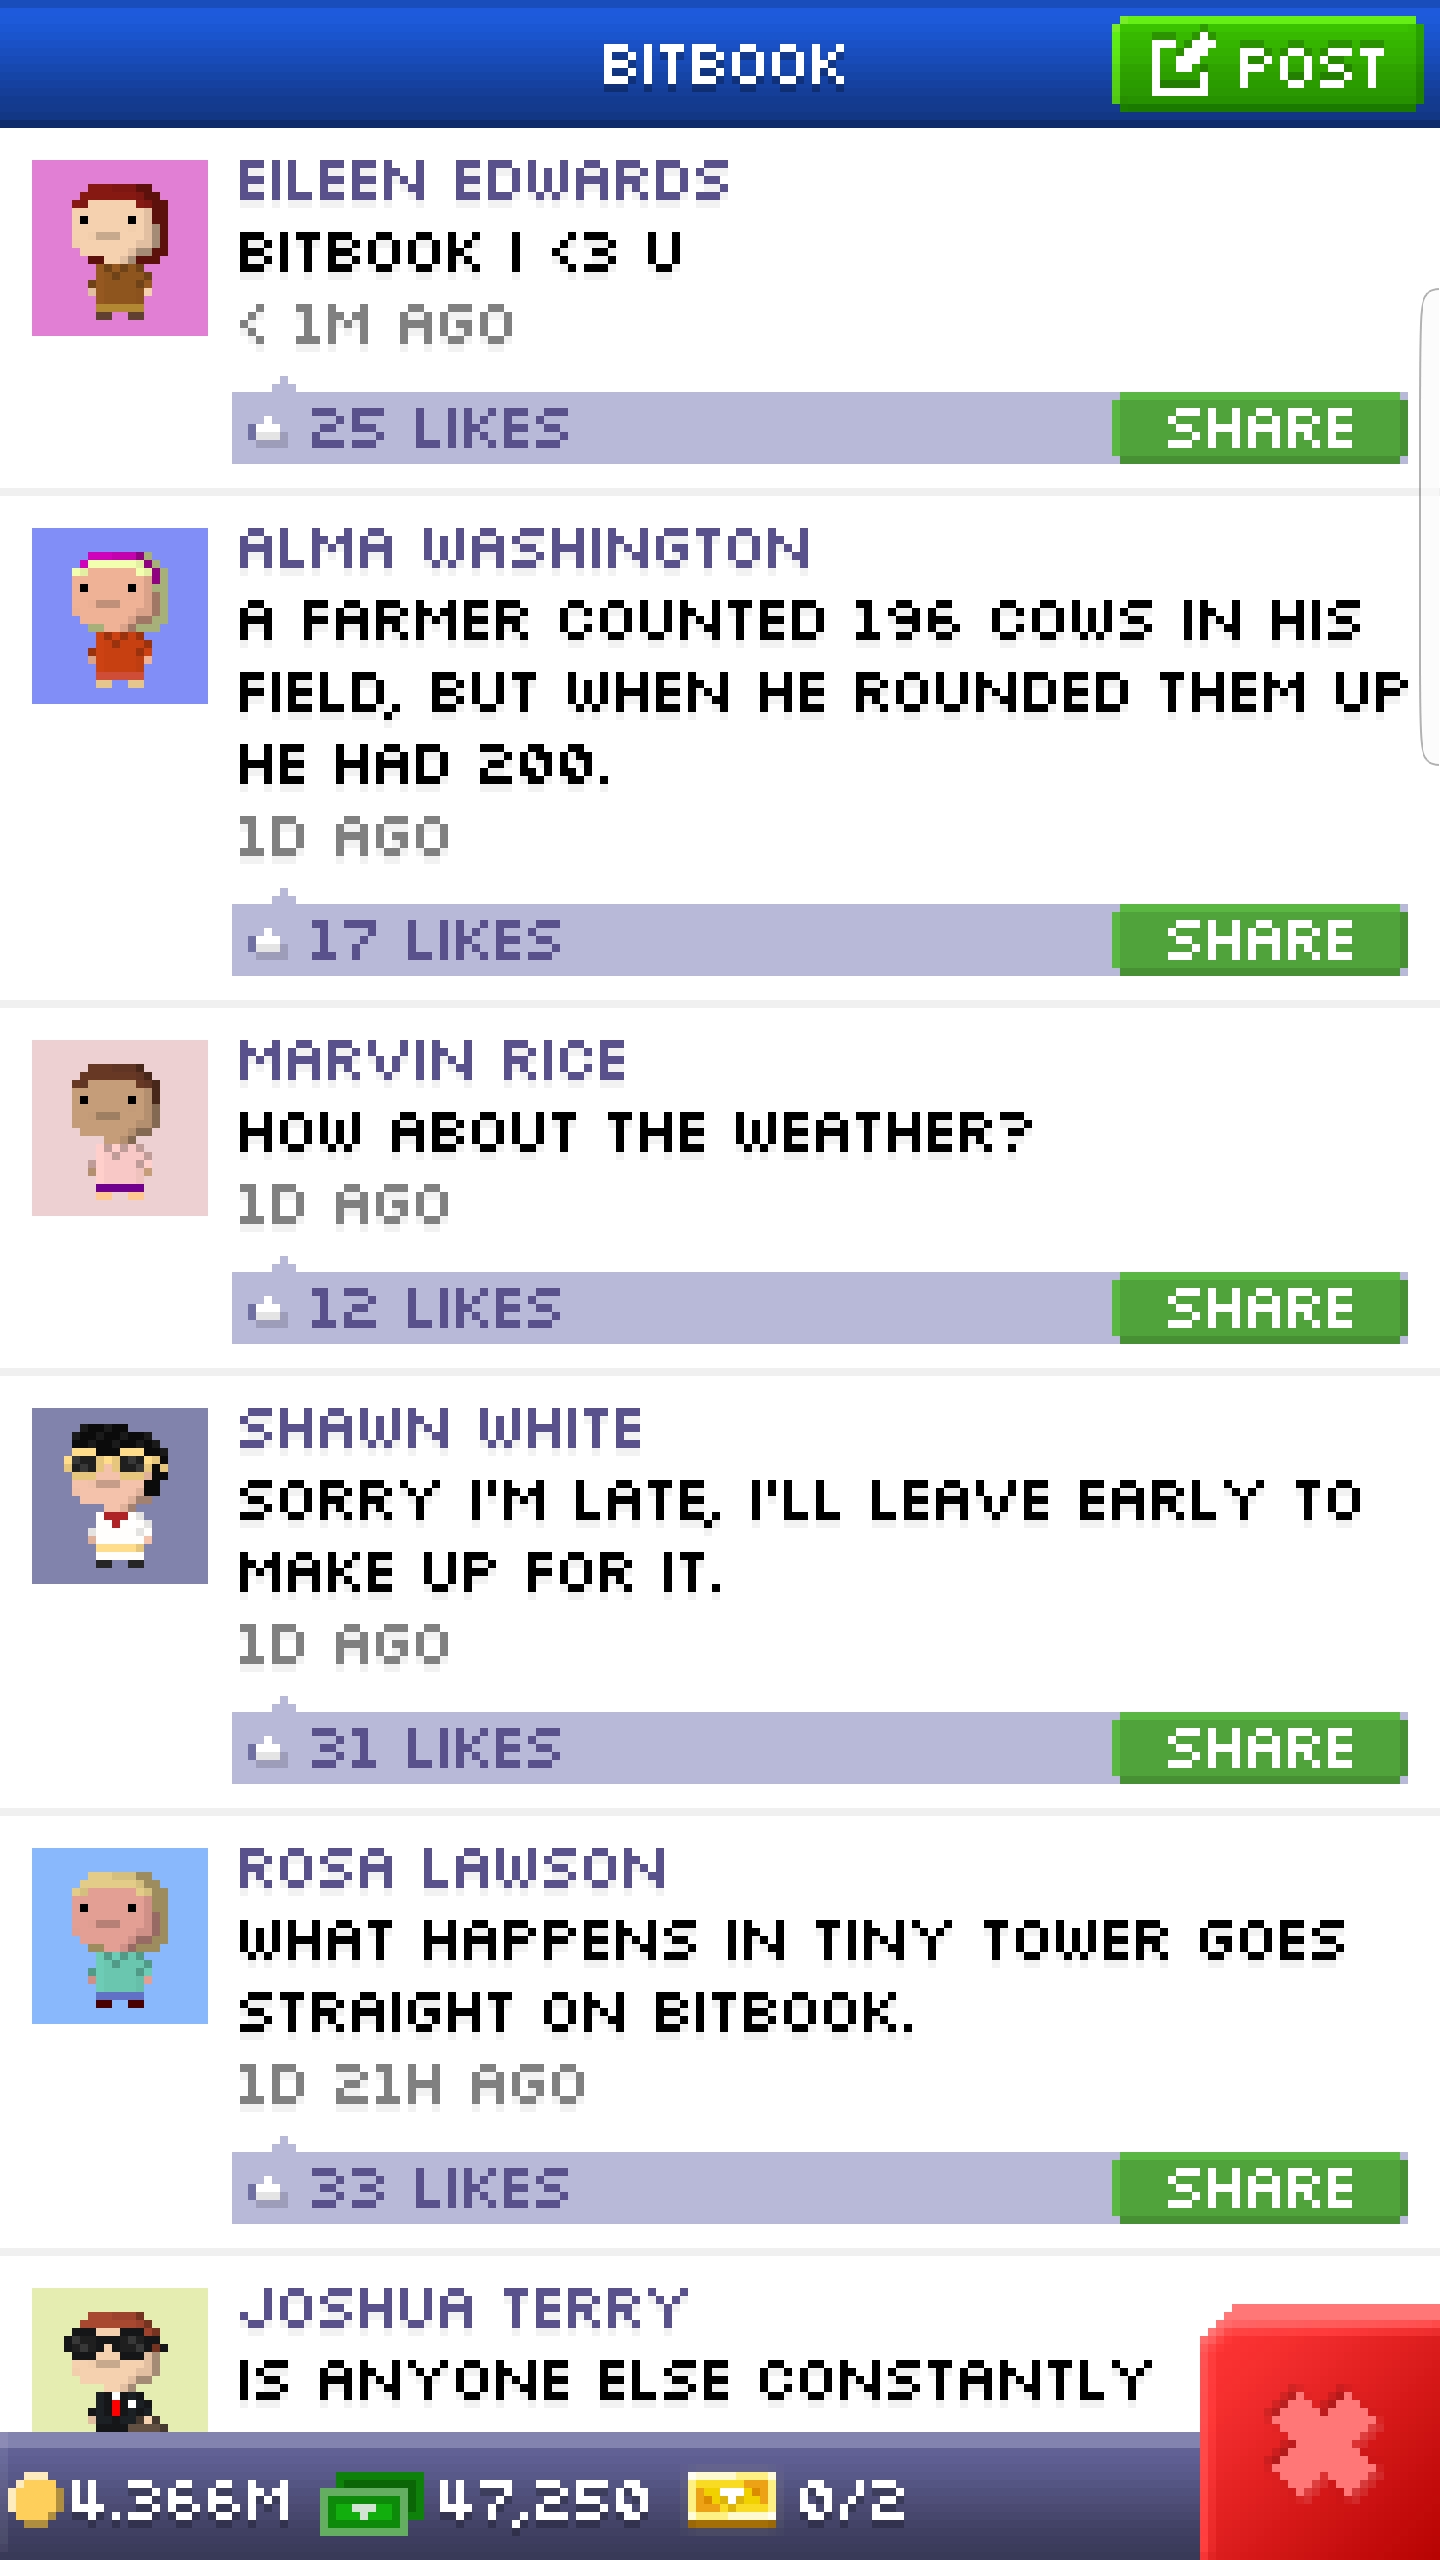 BITBOOK
POST
EILEEN EDWARDS
BITBOOK I <3 U
< 1M AGO
25 LIKES
SHARE
ALMA WASHINGTON
A FARMER COUNTED 196 COWS IN HIS
FIELD, BUT WHEN HE ROUNDED THEM UP
HE HAD 200.
1D AGO
17 LIKES
SHARE
MARVIN RICE
HOW ABOUT THE WEATHER?
1D AGO
12 LIKES
SHARE
SHAWN WHITE
SORRY I'M LATE, I'LL LEAVE EARLY TO
MAKE UP FOR IT.
1D AGO
31 LIKES
SHARE
ROSA LAWSON
WHAT HAPPENS IN TINY TOWER GOES
STRAIGHT ON BITBOOK.
1D 21H AGO
33 LIKES
SHARE
JOSHUA TERRY
IS ANYONE ELSE CONSTANTLY
4.366M 47,250 0/2